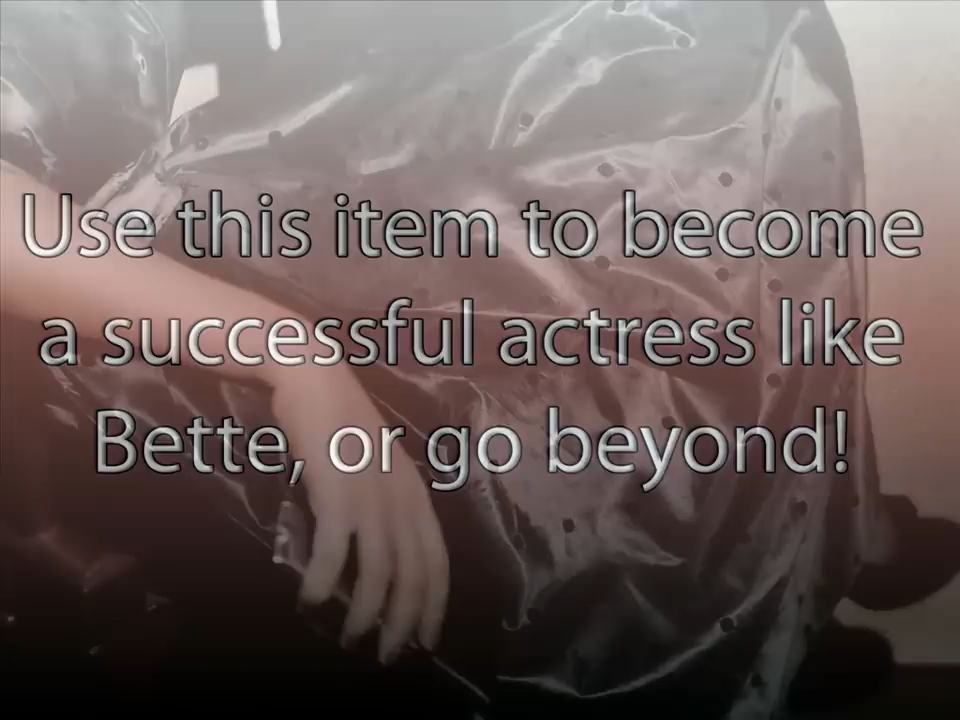 Use this item to become
a successful actress like
Bette, or go beyond!